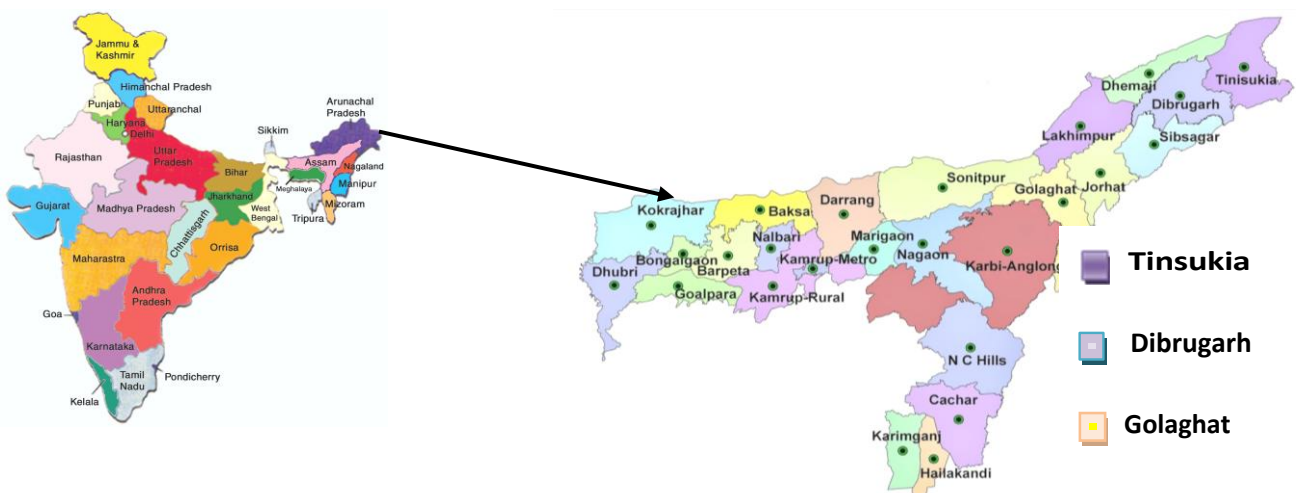 Jammu &
Kashmir
Himanchal Pradesh
Punjab
Uttaranchal
Haryana
Delhi
Arunachal
Pradesh
Sikkim
Rajasthan
Uttar
Pradesh
Assam
Nagaland
Bihar
Meghalaya
Manipur
Gujarat
Madhya Pradesh
Jharkhand
West
Bengal
Tripura
Mizoram
Chhattisgarh
Maharastra
Orrisa
Andhra
Pradesh
Goa
Karnataka
Tamil
Nadu
Pondicherry
Kelala
Tinisukia
Dhemaji
Dibrugarh
Lakhimpur
Sibsagar
Sonitpur
Jorhat
Golaghat
Kokrajhar
Baksa
Darrang
Nalbari
Marigaon
Bongalgaon
Barpeta
Kamrup-Metro
Nagaon
Karbi-Anglong
Dhubri
Goalpara
Kamrup-Rural
N C Hills
Cachar
Karimganj
Hailakandi
Tinsukia
Dibrugarh
Golaghat